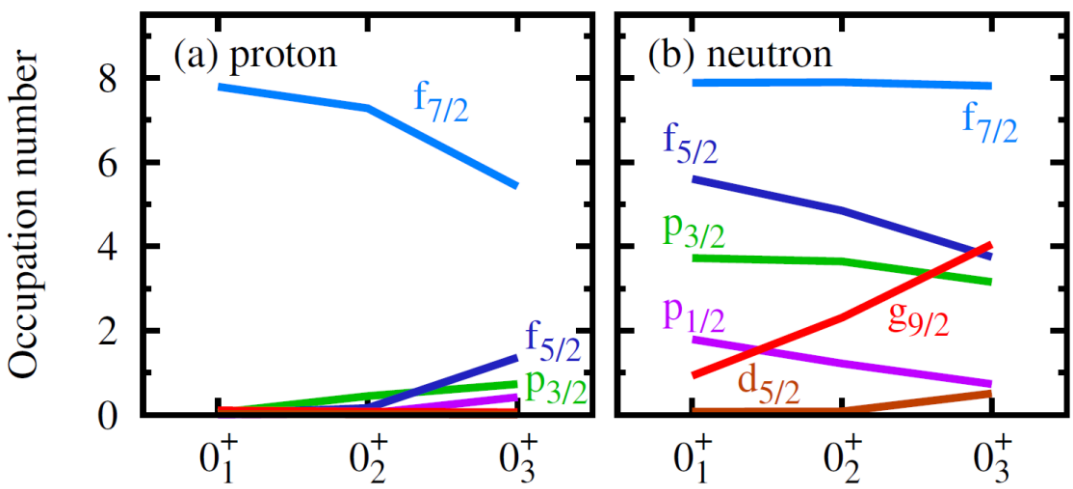 Occupation number
8
6
4
2
0
(a) proton
f7/2
f5/2
p3/2
0+1
0+2
0+3
(b) neutron
f7/2
f5/2
p3/2
p1/2
g9/2
d5/2
0+1
0+2
0+3